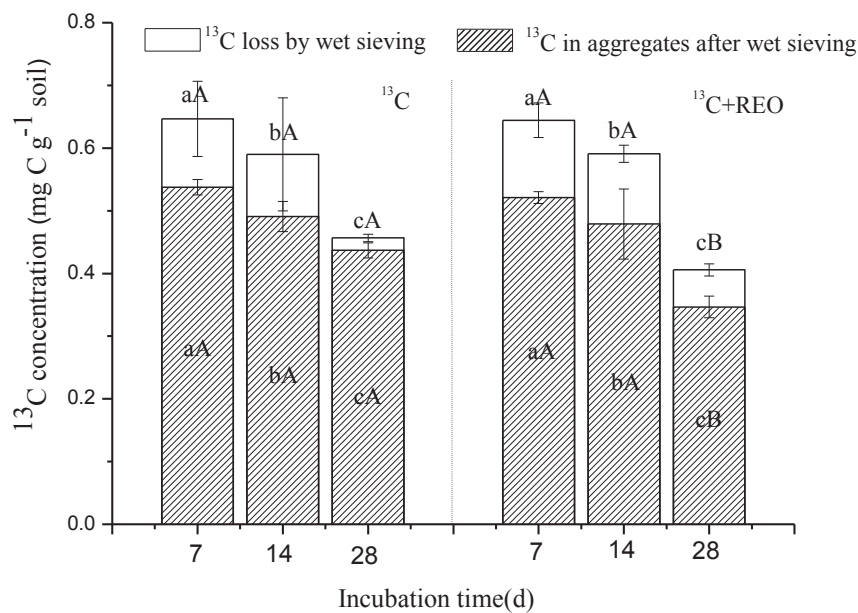 0.8
¹³C loss by wet sieving
¹³C in aggregates after wet sieving
aA
¹³C
aA
¹³C+REO
bA
bA
0.6
cA
cB
0.4
aA
aA
bA
bA
cA
cB
0.2
0.0
7
14
28
7
14
28
Incubation time(d)
¹³C concentration (mg C g⁻¹ soil)